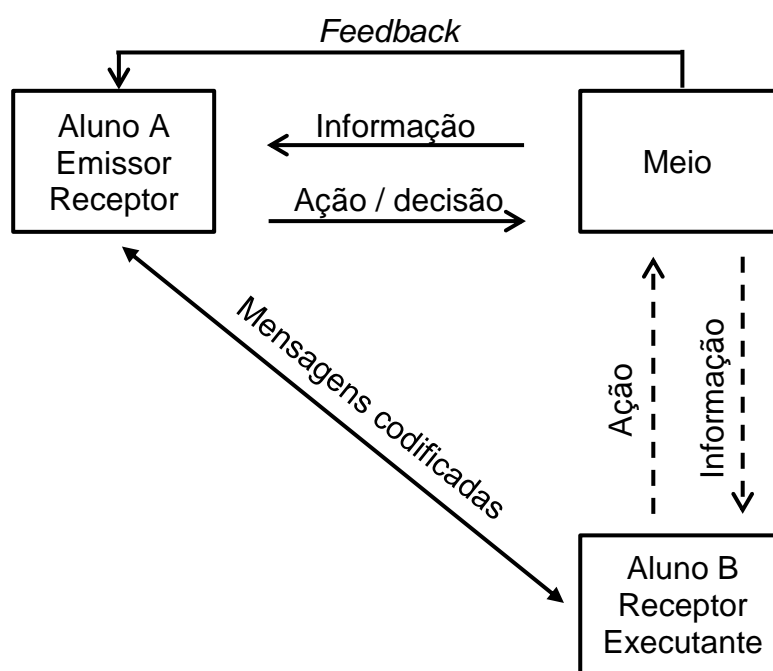 Feedback
Aluno A
Emissor
Receptor
Informação
Ação / decisão
Meio
Mensagens codificadas
Ação
Informação
Aluno B
Receptor
Executante